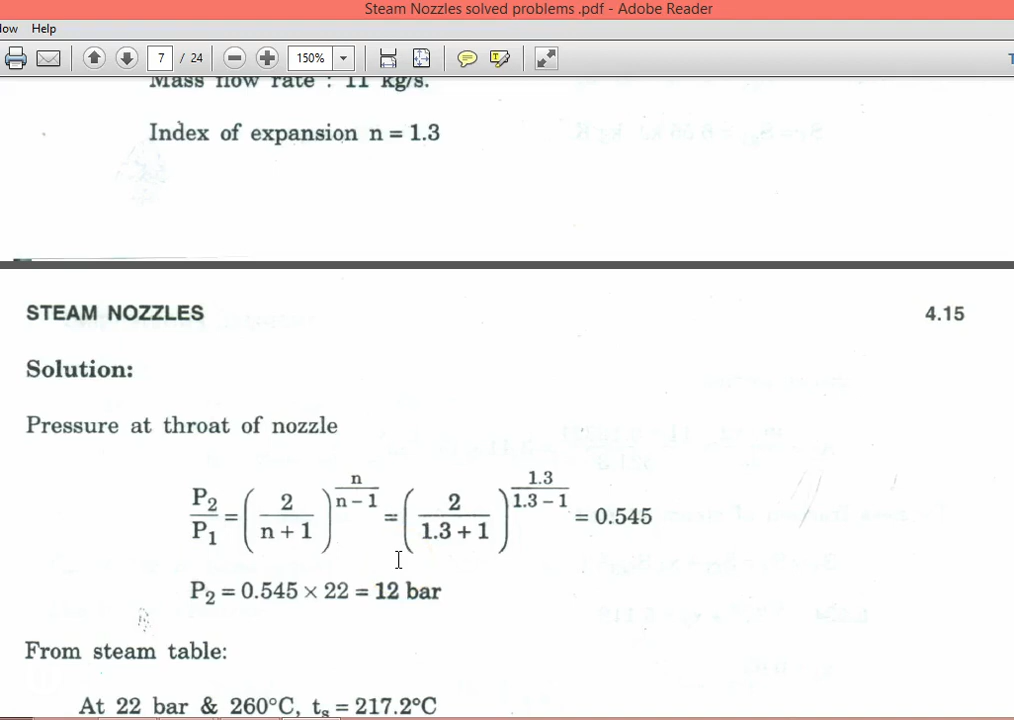 Steam Nozzles solved problems .pdf - Adobe Reader
ow Help
7 / 24 150%
Mass flow rate : 11 kg/s.
Index of expansion n = 1.3
STEAM NOZZLES 4.15
Solution:
Pressure at throat of nozzle
P₂/P₁ = (2/(n + 1))^(n/(n − 1)) = (2/(1.3 + 1))^(1.3/(1.3 − 1)) = 0.545
P₂ = 0.545 × 22 = 12 bar
From steam table:
At 22 bar & 260°C, tₛ = 217.2°C